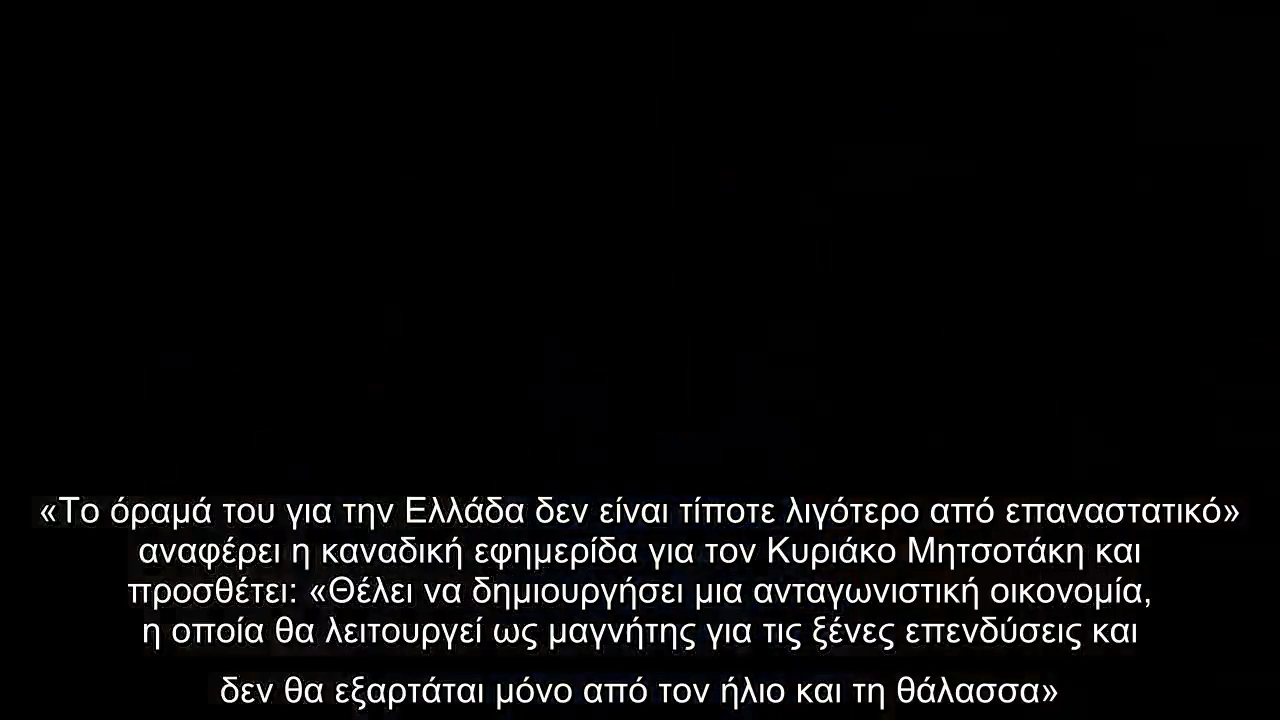 «Το όραμά του για την Ελλάδα δεν είναι τίποτε λιγότερο από επαναστατικό»
αναφέρει η καναδική εφημερίδα για τον Κυριάκο Μητσοτάκη και
προσθέτει: «Θέλει να δημιουργήσει μια ανταγωνιστική οικονομία,
η οποία θα λειτουργεί ως μαγνήτης για τις ξένες επενδύσεις και
δεν θα εξαρτάται μόνο από τον ήλιο και τη θάλασσα»